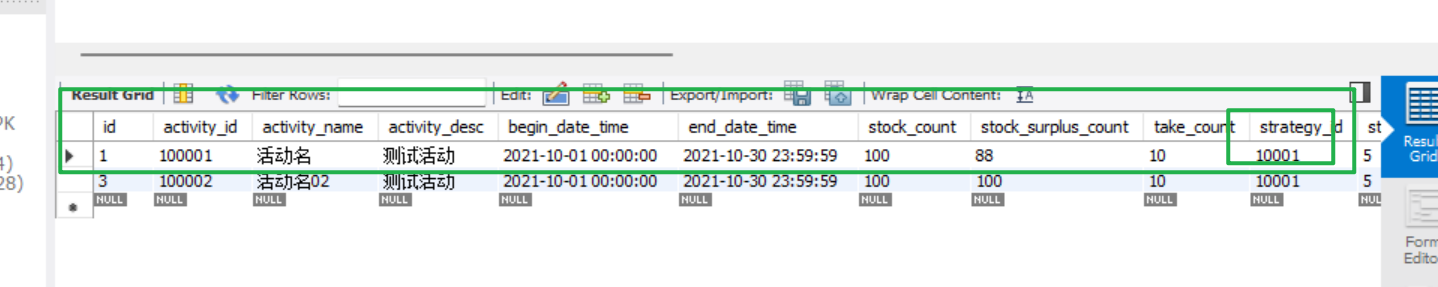 PK
4)
28)
Result Grid Filter Rows: Edit: Export/Import: Wrap Cell Content: IA
id activity_id activity_name activity_desc begin_date_time end_date_time stock_count stock_surplus_count take_count strategy_id st
1 100001 活动名 测试活动 2021-10-01 00:00:00 2021-10-30 23:59:59 100 88 10 10001 5
3 100002 活动名02 测试活动 2021-10-01 00:00:00 2021-10-30 23:59:59 100 100 10 10001 5
NULL NULL NULL NULL NULL NULL NULL NULL NULL NULL NUL
Resul
Grid
Form
Edito